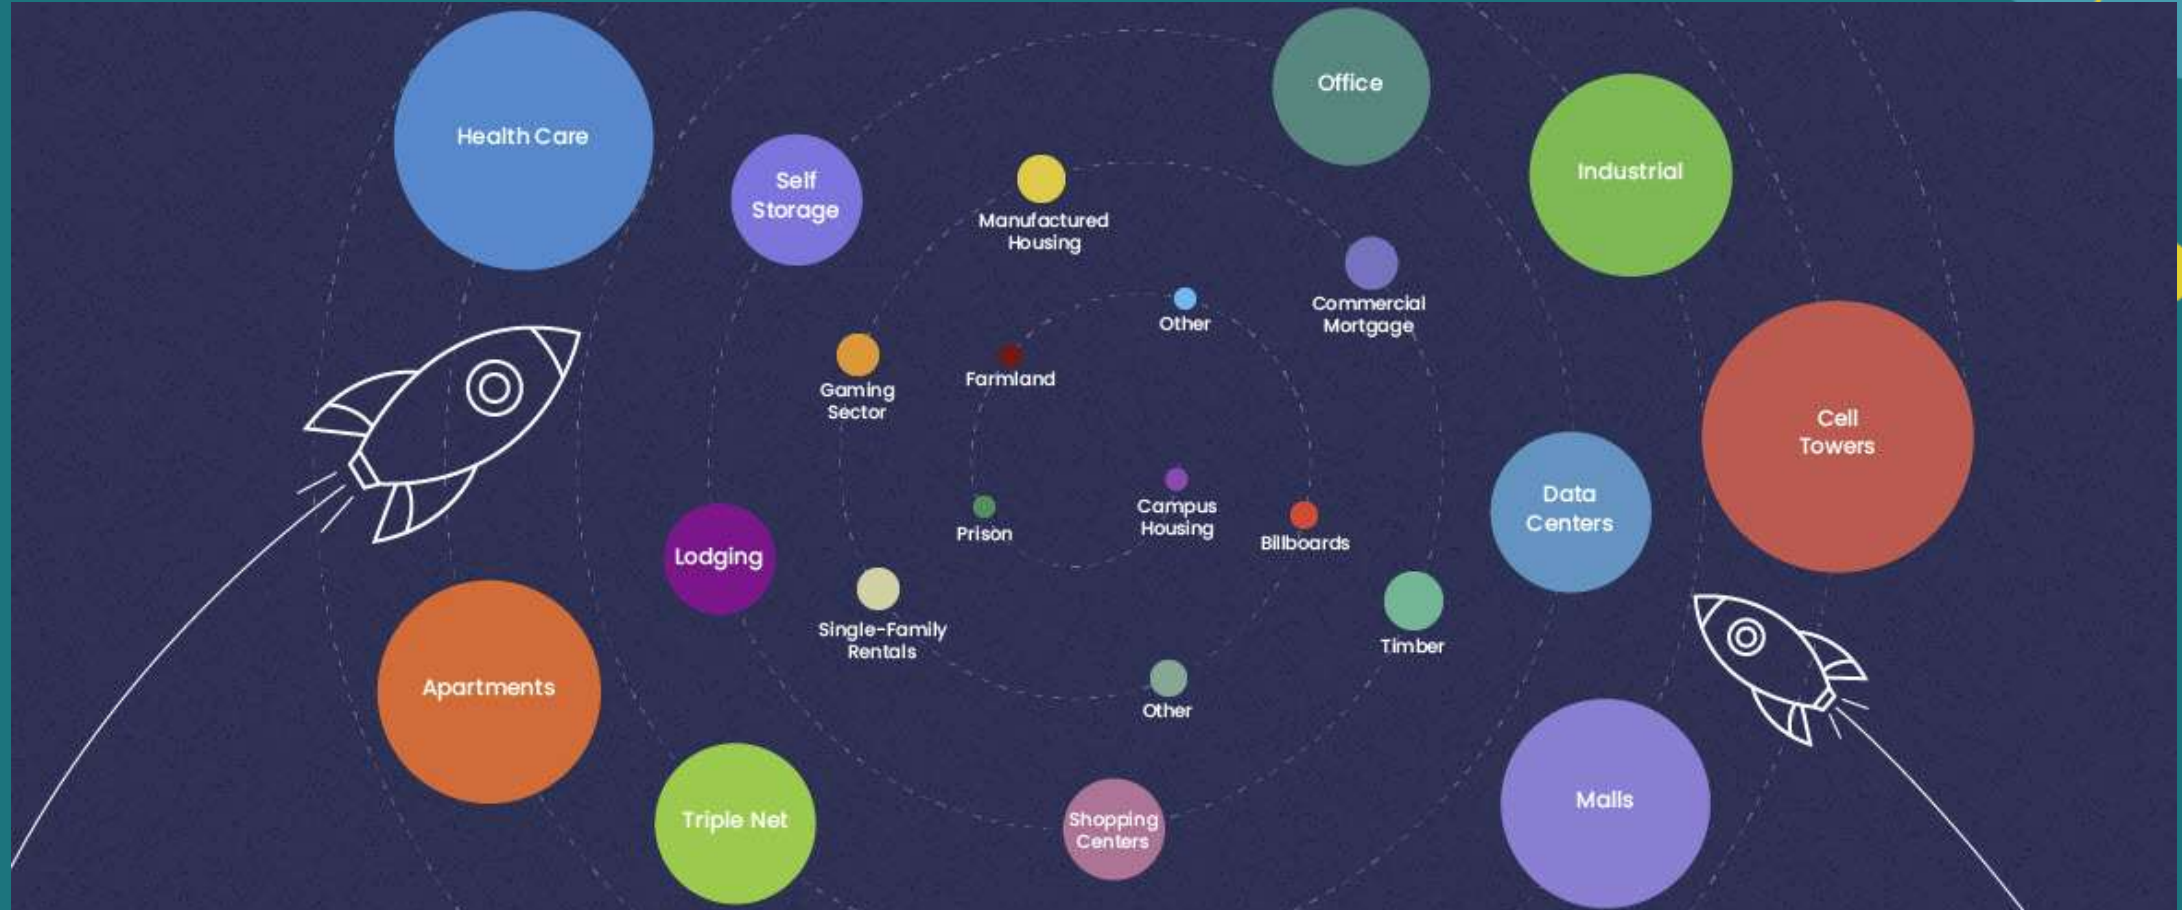 Health Care
Office
Industrial
Self
Storage
Manufactured
Housing
Commercial
Mortgage
Other
Farmland
Gaming
Sector
Cell
Towers
Data
Centers
Campus
Housing
Prison
Billboards
Lodging
Single-Family
Rentals
Timber
Apartments
Other
Malls
Triple Net
Shopping
Centers